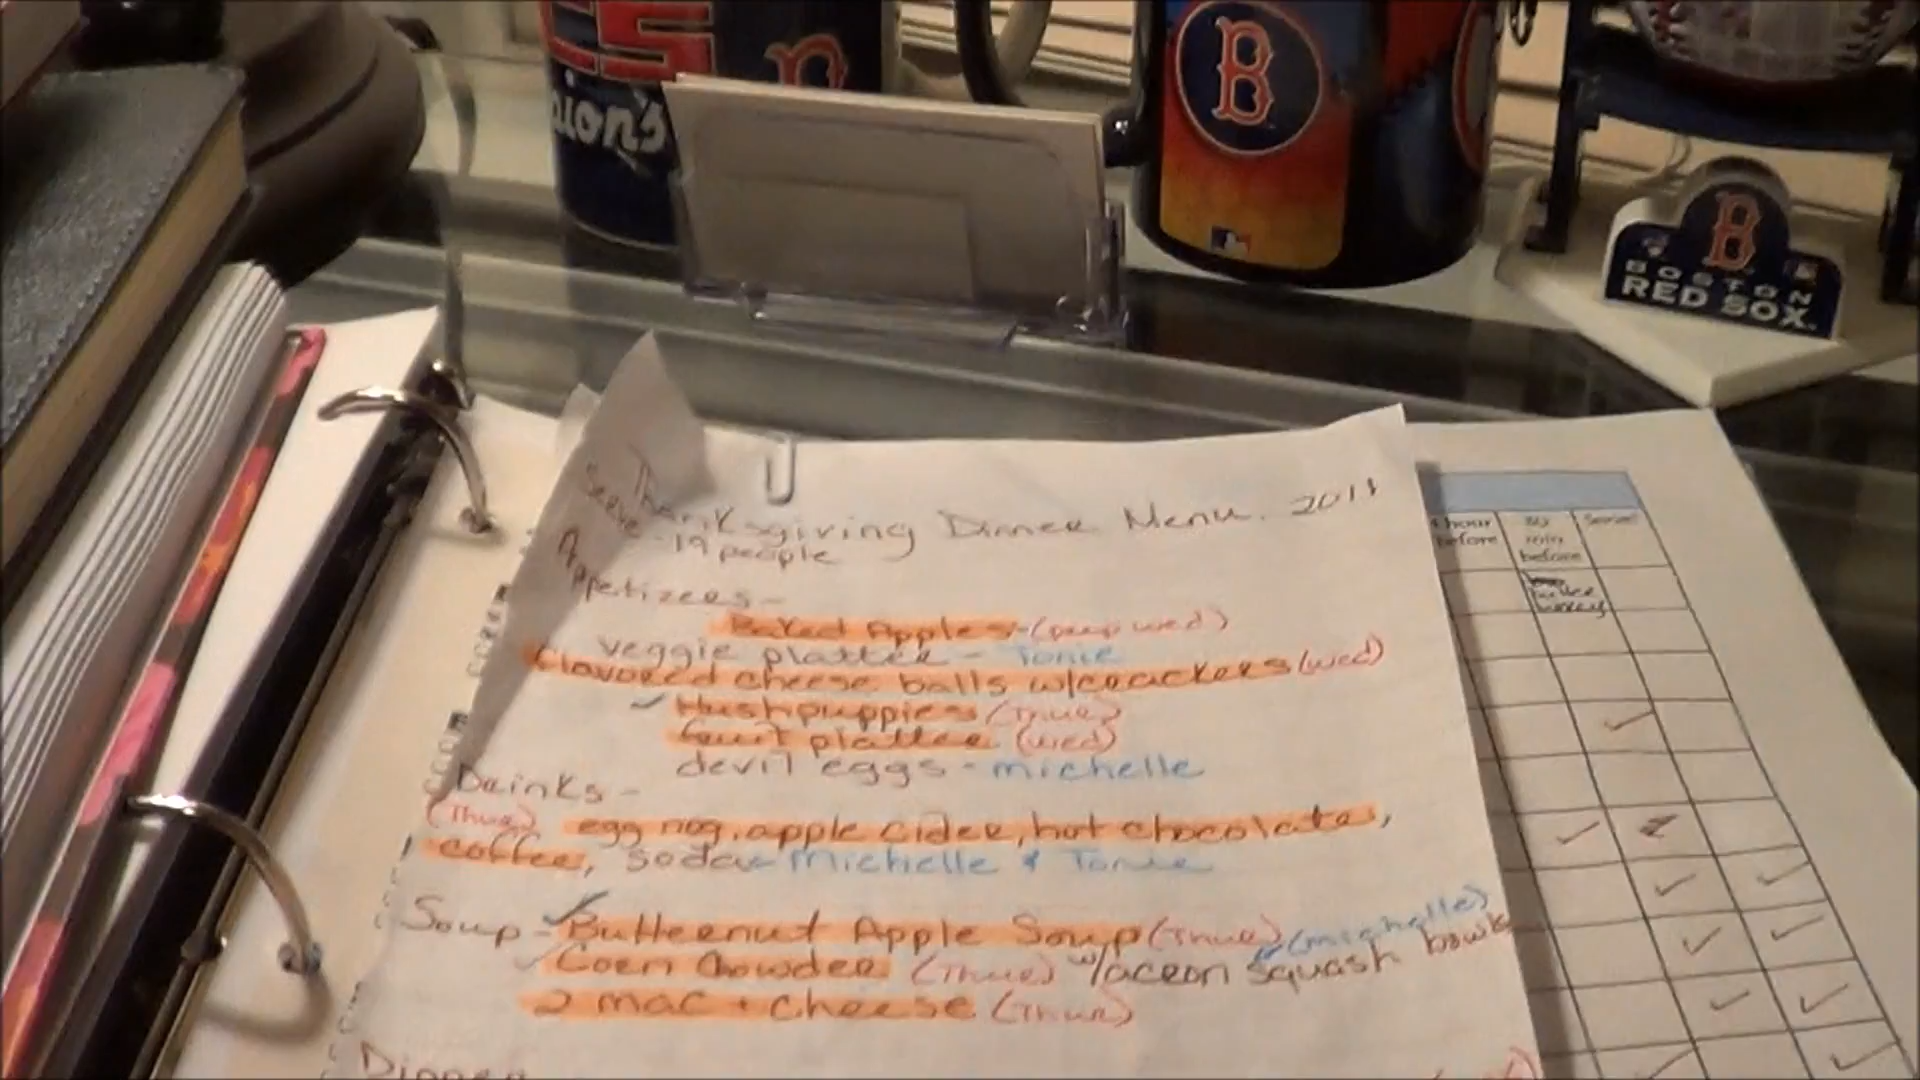 ion's
B
B
BOSTON
RED SOX
Thanksgiving Dinner Menu. 2011
Serve - 19 people
Appetizers -
Baked Apples - (prep wed)
veggie platter - Tonie
flavored cheese balls w/crackers (wed)
✓ Hushpuppies (Thur)
fruit platter (wed)
devil eggs - michelle
Drinks -
(Thur) egg nog, apple cider, hot chocolate,
coffee, soda - Michelle & Tonie
Soup - ✓ Butternut Apple Soup (Thur) (michelle)
✓ Corn Chowder (Thur) w/acorn squash bowls
2 mac + cheese (Thur)
Dinner
1 hour before
30 min before